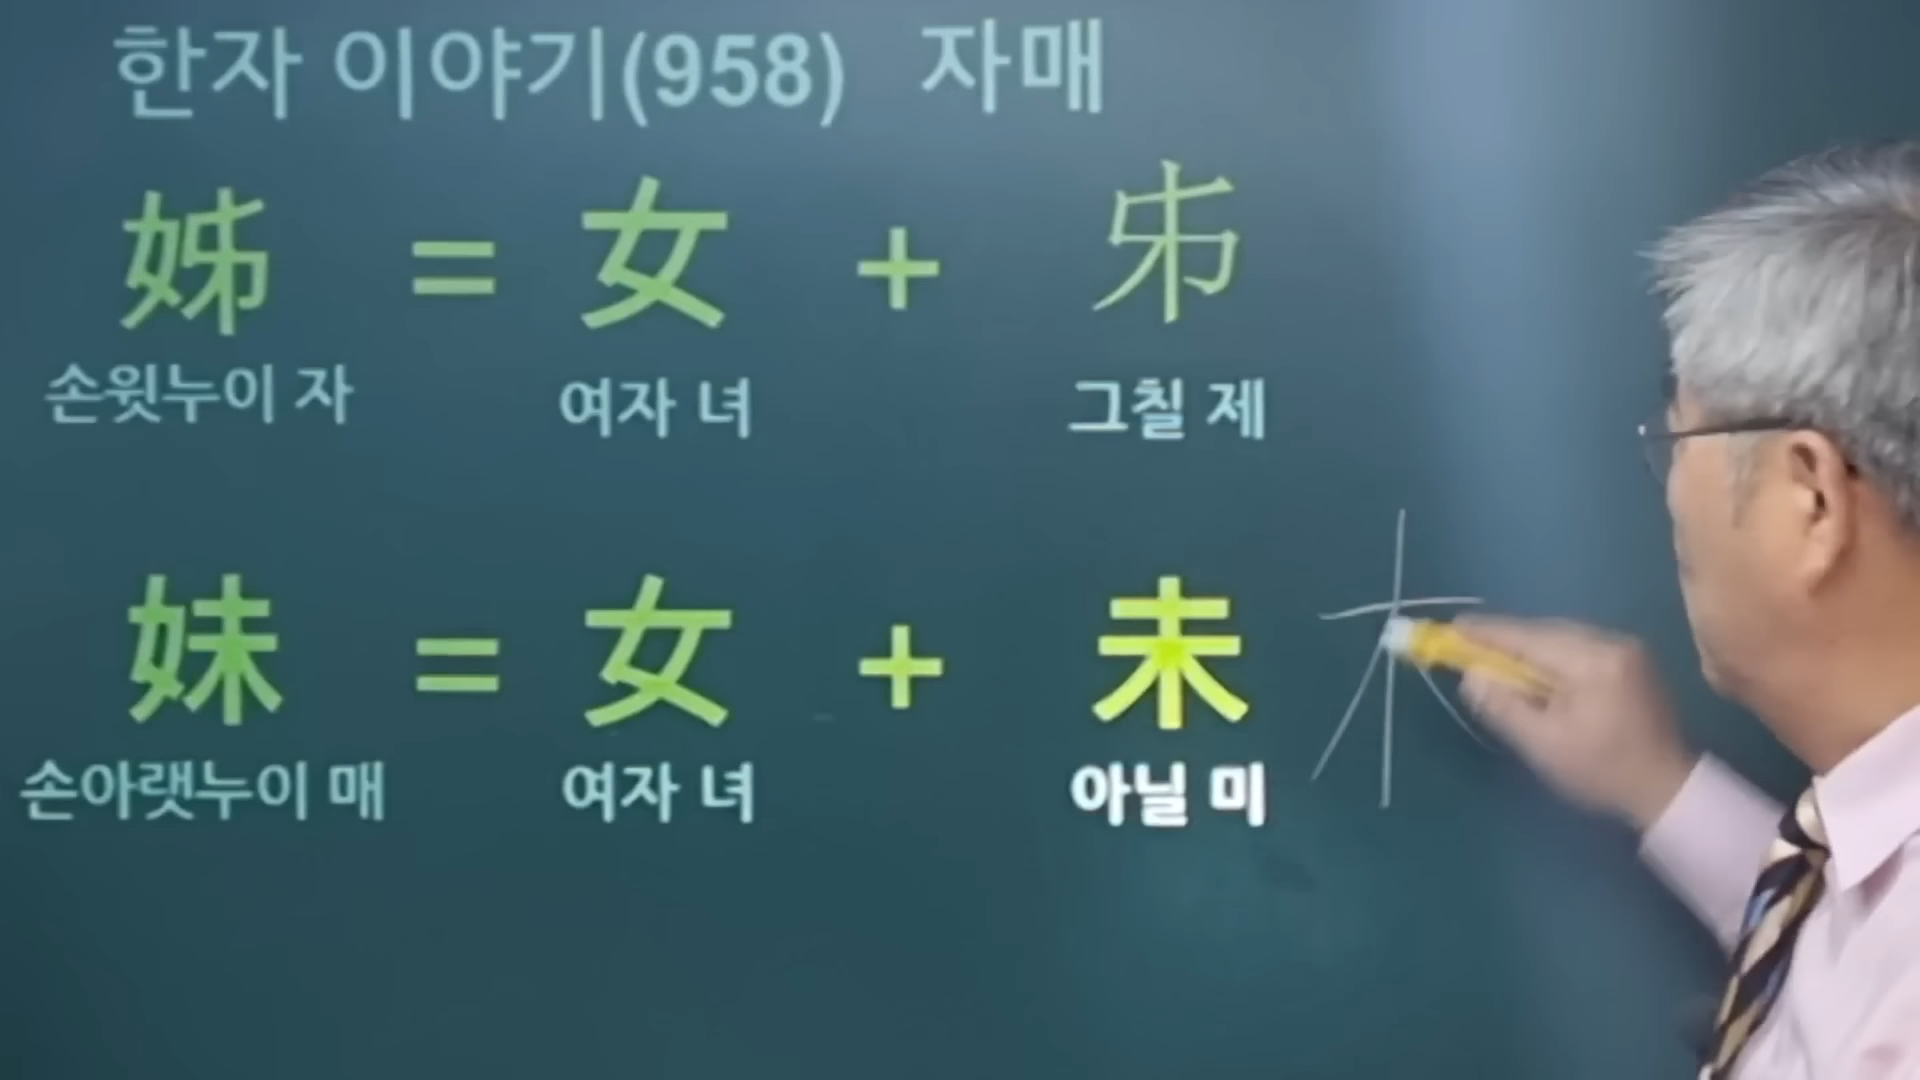 한자 이야기(958) 자매
姊 = 女 + 𠂔
손윗누이 자 여자 녀 그칠 제
妹 = 女 + 未 木
손아랫누이 매 여자 녀 아닐 미